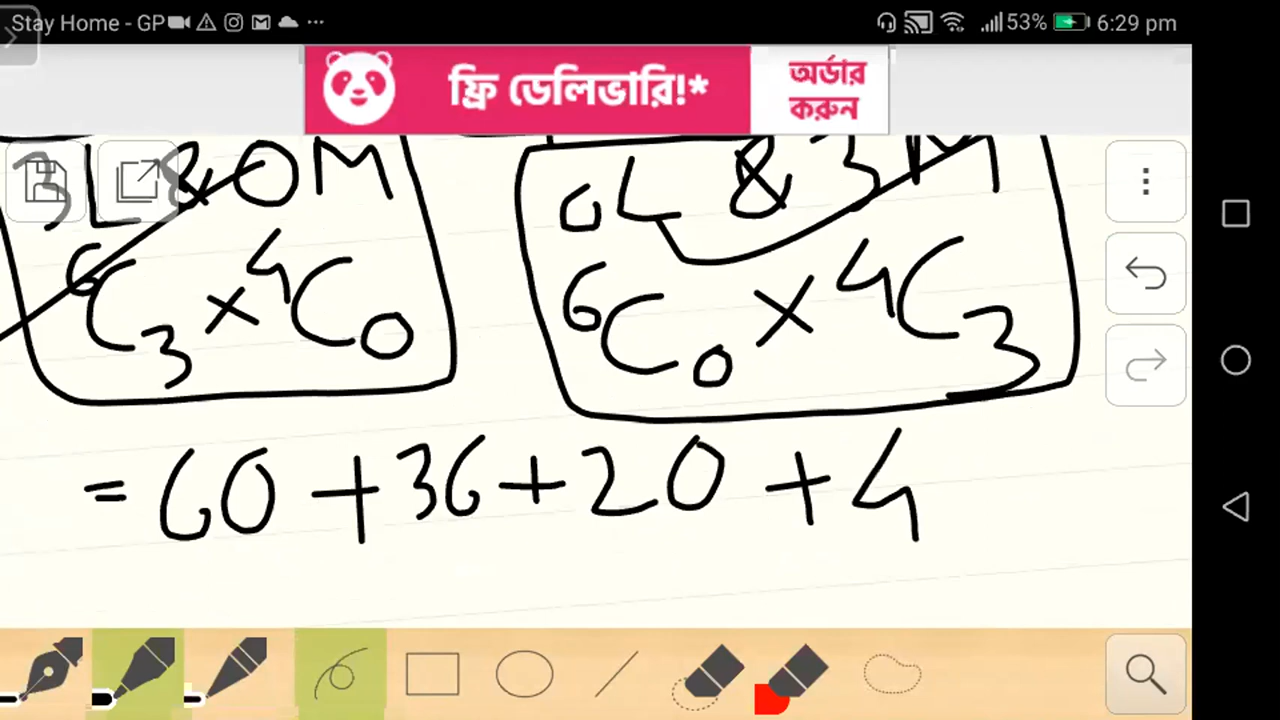 Stay Home - GP ... 53% 6:29 pm
ফ্রি ডেলিভারি!* অর্ডার
করুন
3L & 0M 0L & 3M
⁶C₃ × ⁴C₀ ⁶C₀ × ⁴C₃
= 60 + 36 + 20 + 4